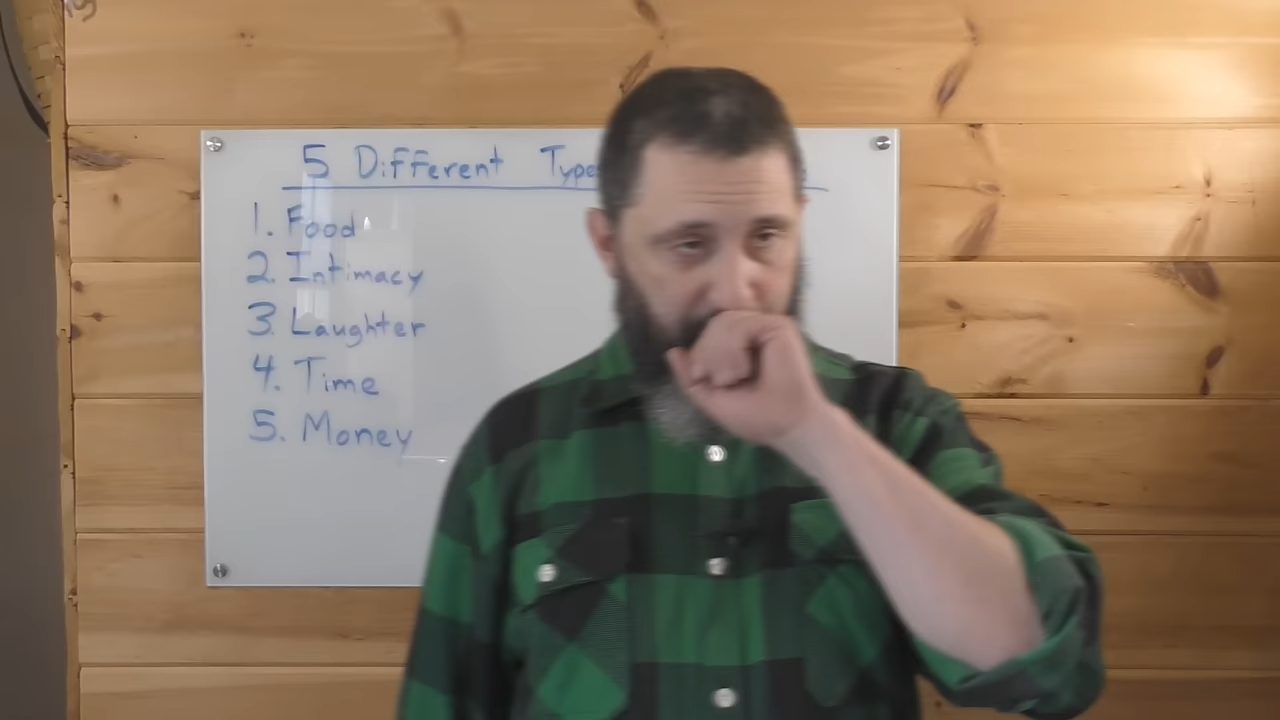 5 Different Types
1. Food
2. Intimacy
3. Laughter
4. Time
5. Money